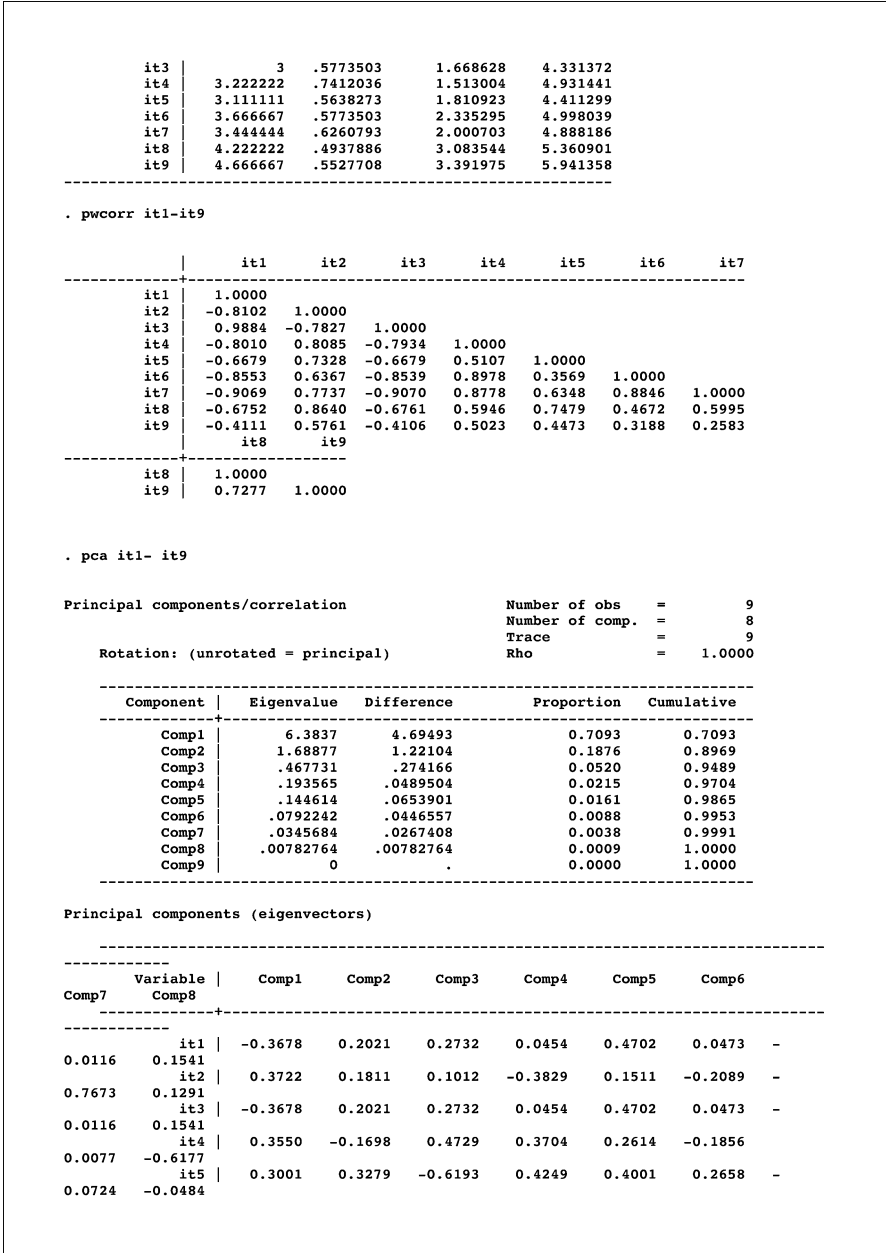 it3 | 3 .5773503 1.668628 4.331372
it4 | 3.222222 .7412036 1.513004 4.931441
it5 | 3.111111 .5638273 1.810923 4.411299
it6 | 3.666667 .5773503 2.335295 4.998039
it7 | 3.444444 .6260793 2.000703 4.888186
it8 | 4.222222 .4937886 3.083544 5.360901
it9 | 4.666667 .5527708 3.391975 5.941358
--------------------------------------------------------------
. pwcorr it1-it9
| it1 it2 it3 it4 it5 it6 it7
-------------+---------------------------------------------------------------
it1 | 1.0000
it2 | -0.8102 1.0000
it3 | 0.9884 -0.7827 1.0000
it4 | -0.8010 0.8085 -0.7934 1.0000
it5 | -0.6679 0.7328 -0.6679 0.5107 1.0000
it6 | -0.8553 0.6367 -0.8539 0.8978 0.3569 1.0000
it7 | -0.9069 0.7737 -0.9070 0.8778 0.6348 0.8846 1.0000
it8 | -0.6752 0.8640 -0.6761 0.5946 0.7479 0.4672 0.5995
it9 | -0.4111 0.5761 -0.4106 0.5023 0.4473 0.3188 0.2583
| it8 it9
-------------+------------------
it8 | 1.0000
it9 | 0.7277 1.0000
. pca it1- it9
Principal components/correlation Number of obs = 9
Number of comp. = 8
Trace = 9
Rotation: (unrotated = principal) Rho = 1.0000
--------------------------------------------------------------------------
Component | Eigenvalue Difference Proportion Cumulative
-------------+------------------------------------------------------------
Comp1 | 6.3837 4.69493 0.7093 0.7093
Comp2 | 1.68877 1.22104 0.1876 0.8969
Comp3 | .467731 .274166 0.0520 0.9489
Comp4 | .193565 .0489504 0.0215 0.9704
Comp5 | .144614 .0653901 0.0161 0.9865
Comp6 | .0792242 .0446557 0.0088 0.9953
Comp7 | .0345684 .0267408 0.0038 0.9991
Comp8 | .00782764 .00782764 0.0009 1.0000
Comp9 | 0 . 0.0000 1.0000
--------------------------------------------------------------------------
Principal components (eigenvectors)
----------------------------------------------------------------------------------
------------
Variable | Comp1 Comp2 Comp3 Comp4 Comp5 Comp6
Comp7 Comp8
-------------+--------------------------------------------------------------------
------------
it1 | -0.3678 0.2021 0.2732 0.0454 0.4702 0.0473 -
0.0116 0.1541
it2 | 0.3722 0.1811 0.1012 -0.3829 0.1511 -0.2089 -
0.7673 0.1291
it3 | -0.3678 0.2021 0.2732 0.0454 0.4702 0.0473 -
0.0116 0.1541
it4 | 0.3550 -0.1698 0.4729 0.3704 0.2614 -0.1856
0.0077 -0.6177
it5 | 0.3001 0.3279 -0.6193 0.4249 0.4001 0.2658 -
0.0724 -0.0484